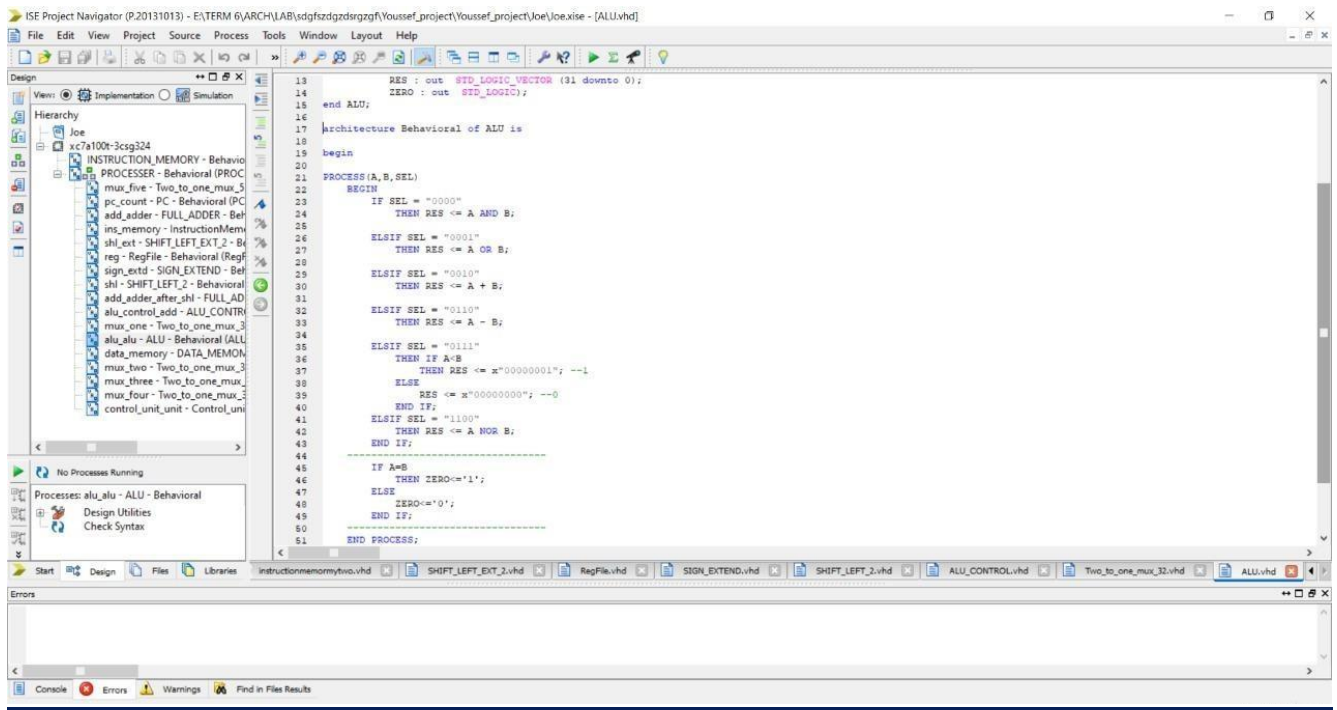 ISE Project Navigator (P.20131013) - E:\TERM 6\ARCH\LAB\sdgfszdgzdsrgzgf\Youssef_project\Youssef_project\Joe\Joe.xise - [ALU.vhd]
File Edit View Project Source Process Tools Window Layout Help
Design
View: Implementation Simulation
Hierarchy
Joe
xc7a100t-3csg324
INSTRUCTION_MEMORY - Behavio
PROCESSER - Behavioral (PROC
mux_five - Two_to_one_mux_5
pc_count - PC - Behavioral (PC
add_adder - FULL_ADDER - Beh
ins_memory - InstructionMem
shl_ext - SHIFT_LEFT_EXT_2 - Be
reg - RegFile - Behavioral (RegF
sign_extd - SIGN_EXTEND - Beh
shl - SHIFT_LEFT_2 - Behavioral
add_adder_after_shl - FULL_AD
alu_control_add - ALU_CONTR
mux_one - Two_to_one_mux_3
alu_alu - ALU - Behavioral (ALU
data_memory - DATA_MEMOR
mux_two - Two_to_one_mux_3
mux_three - Two_to_one_mux_
mux_four - Two_to_one_mux_3
control_unit_unit - Control_uni
No Processes Running
Processes: alu_alu - ALU - Behavioral
Design Utilities
Check Syntax
13 RES : out STD_LOGIC_VECTOR (31 downto 0);
14 ZERO : out STD_LOGIC);
15 end ALU;
16
17 architecture Behavioral of ALU is
18
19 begin
20
21 PROCESS(A,B,SEL)
22 BEGIN
23 IF SEL = "0000"
24 THEN RES <= A AND B;
25
26 ELSIF SEL = "0001"
27 THEN RES <= A OR B;
28
29 ELSIF SEL = "0010"
30 THEN RES <= A + B;
31
32 ELSIF SEL = "0110"
33 THEN RES <= A - B;
34
35 ELSIF SEL = "0111"
36 THEN IF A<B
37 THEN RES <= x"00000001"; --1
38 ELSE
39 RES <= x"00000000"; --0
40 END IF;
41 ELSIF SEL = "1100"
42 THEN RES <= A NOR B;
43 END IF;
44 ----------------------------------
45 IF A=B
46 THEN ZERO<='1';
47 ELSE
48 ZERO<='0';
49 END IF;
50 ----------------------------------
51 END PROCESS;
Start Design Files Libraries instructionmemormytwo.vhd SHIFT_LEFT_EXT_2.vhd RegFile.vhd SIGN_EXTEND.vhd SHIFT_LEFT_2.vhd ALU_CONTROL.vhd Two_to_one_mux_32.vhd ALU.vhd
Errors
Console Errors Warnings Find in Files Results